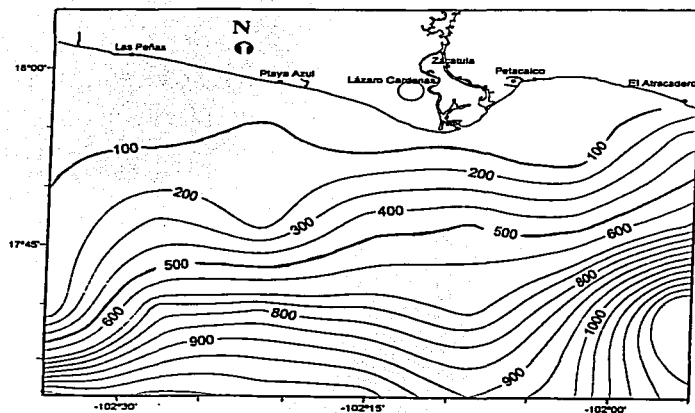 N
Las Peñas
Playa Azul
Lázaro Cardenas
Zacatula
Petacalco
El Atracadero
18°00'
17°45'
100
100
200
200
300
400
500
500
600
600
800
800
900
900
1000
-102°30'
-102°15'
-102°00'